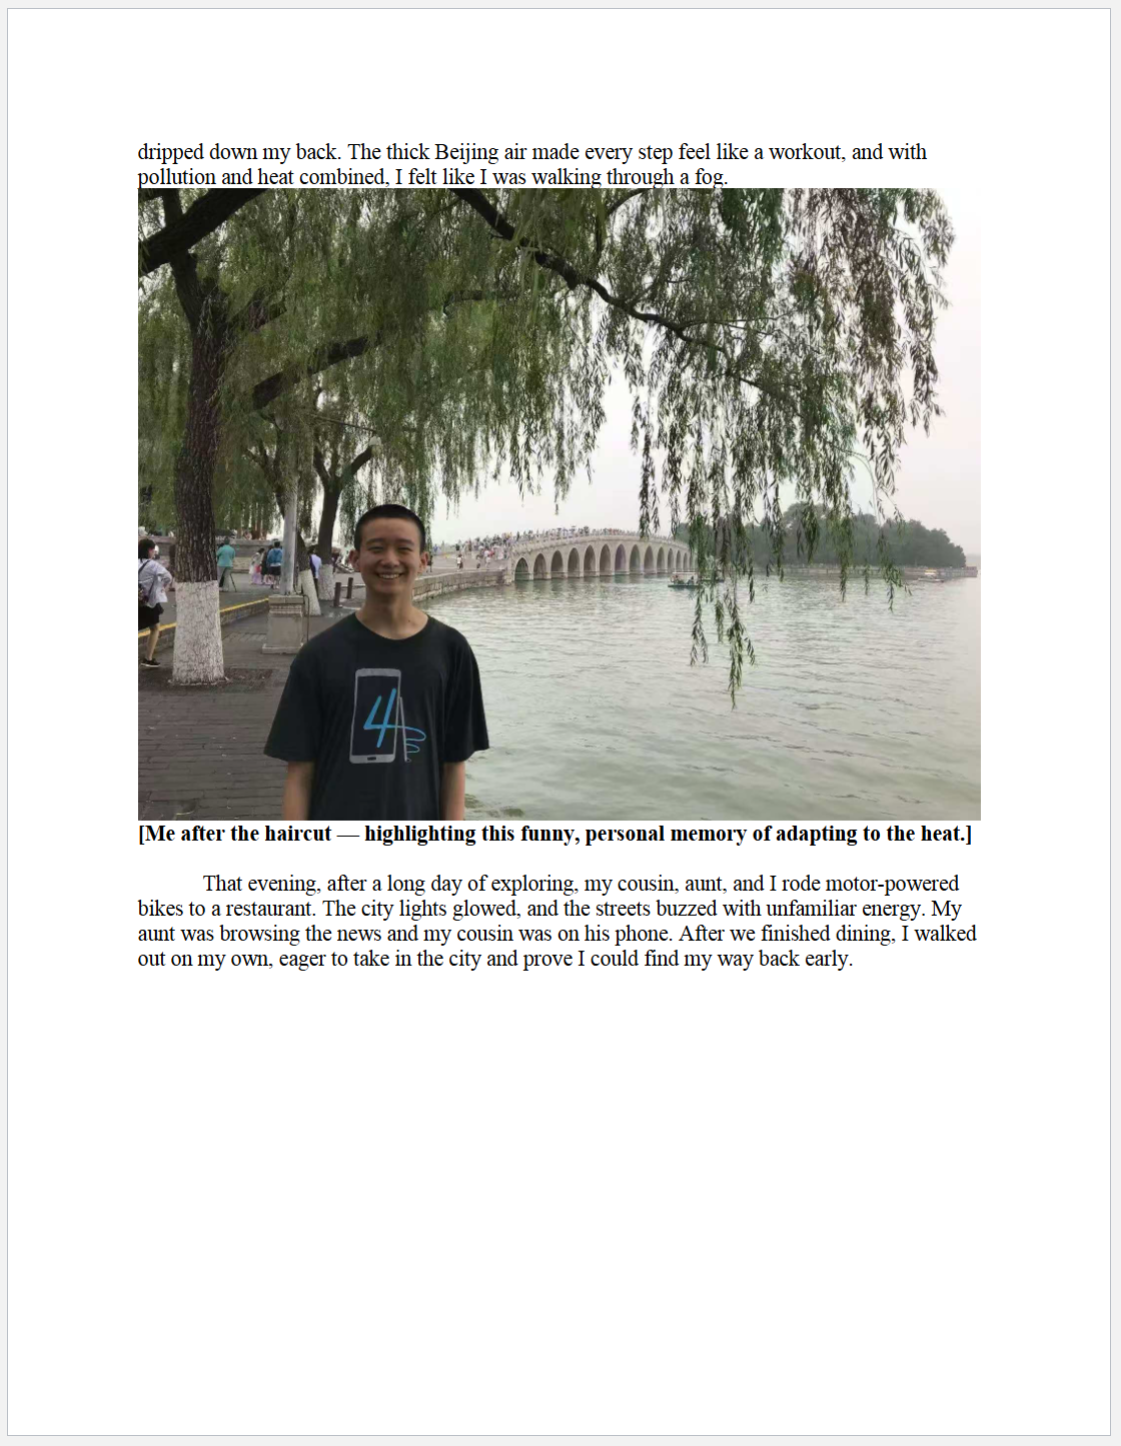 dripped down my back. The thick Beijing air made every step feel like a workout, and with
pollution and heat combined, I felt like I was walking through a fog.
4
[Me after the haircut — highlighting this funny, personal memory of adapting to the heat.]
That evening, after a long day of exploring, my cousin, aunt, and I rode motor-powered
bikes to a restaurant. The city lights glowed, and the streets buzzed with unfamiliar energy. My
aunt was browsing the news and my cousin was on his phone. After we finished dining, I walked
out on my own, eager to take in the city and prove I could find my way back early.